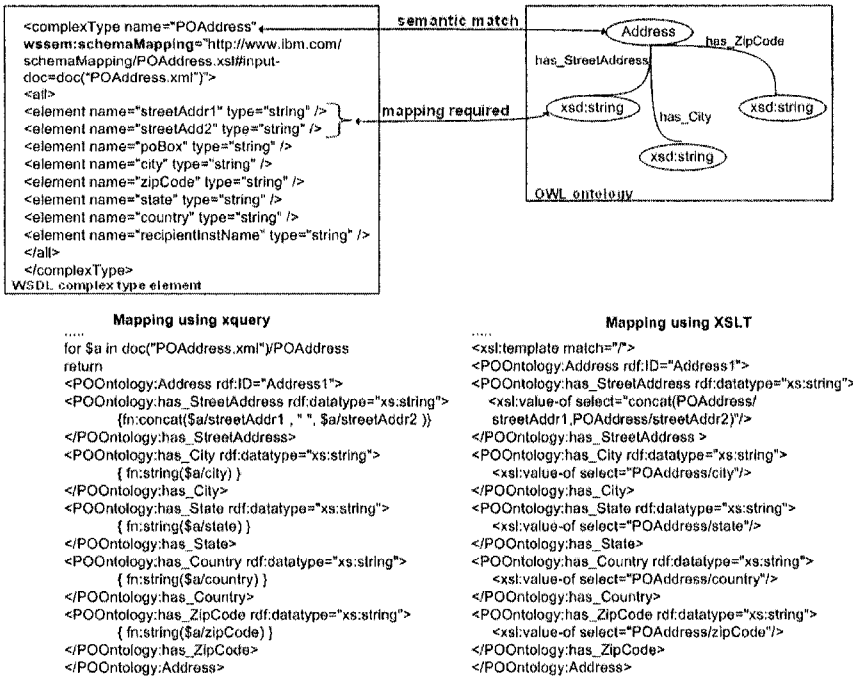 <complexType name="POAddress"
wssem:schemaMapping="http://www.ibm.com/
schemaMapping/POAddress.xsl#input-
doc=doc("POAddress.xml")">
<all>
<element name="streetAddr1" type="string" />
<element name="streetAdd2" type="string" />
<element name="poBox" type="string" />
<element name="city" type="string" />
<element name="zipCode" type="string" />
<element name="state" type="string" />
<element name="country" type="string" />
<element name="recipientInstName" type="string" />
</all>
</complexType>
WSDL complex type element
semantic match
mapping required
Address
has_ZipCode
has_StreetAddress
xsd:string
xsd:string
has_City
xsd:string
OWL ontology
Mapping using xquery
.....
for $a in doc("POAddress.xml")/POAddress
return
<POOntology:Address rdf:ID="Address1">
<POOntology:has_StreetAddress rdf:datatype="xs:string">
{fn:concat($a/streetAddr1 , " ", $a/streetAddr2 )}
</POOntology:has_StreetAddress>
<POOntology:has_City rdf:datatype="xs:string">
{ fn:string($a/city) }
</POOntology:has_City>
<POOntology:has_State rdf:datatype="xs:string">
{ fn:string($a/state) }
</POOntology:has_State>
<POOntology:has_Country rdf:datatype="xs:string">
{ fn:string($a/country) }
</POOntology:has_Country>
<POOntology:has_ZipCode rdf:datatype="xs:string">
{ fn:string($a/zipCode) }
</POOntology:has_ZipCode>
</POOntology:Address>
Mapping using XSLT
.....
<xsl:template match="/">
<POOntology:Address rdf:ID="Address1">
<POOntology:has_StreetAddress rdf:datatype="xs:string">
<xsl:value-of select="concat(POAddress/
streetAddr1,POAddress/streetAddr2)"/>
</POOntology:has_StreetAddress >
<POOntology:has_City rdf:datatype="xs:string">
<xsl:value-of select="POAddress/city"/>
</POOntology:has_City>
<POOntology:has_State rdf:datatype="xs:string">
<xsl:value-of select="POAddress/state"/>
</POOntology:has_State>
<POOntology:has_Country rdf:datatype="xs:string">
<xsl:value-of select="POAddress/country"/>
</POOntology:has_Country>
<POOntology:has_ZipCode rdf:datatype="xs:string">
<xsl:value-of select="POAddress/zipCode"/>
</POOntology:has_ZipCode>
</POOntology:Address>